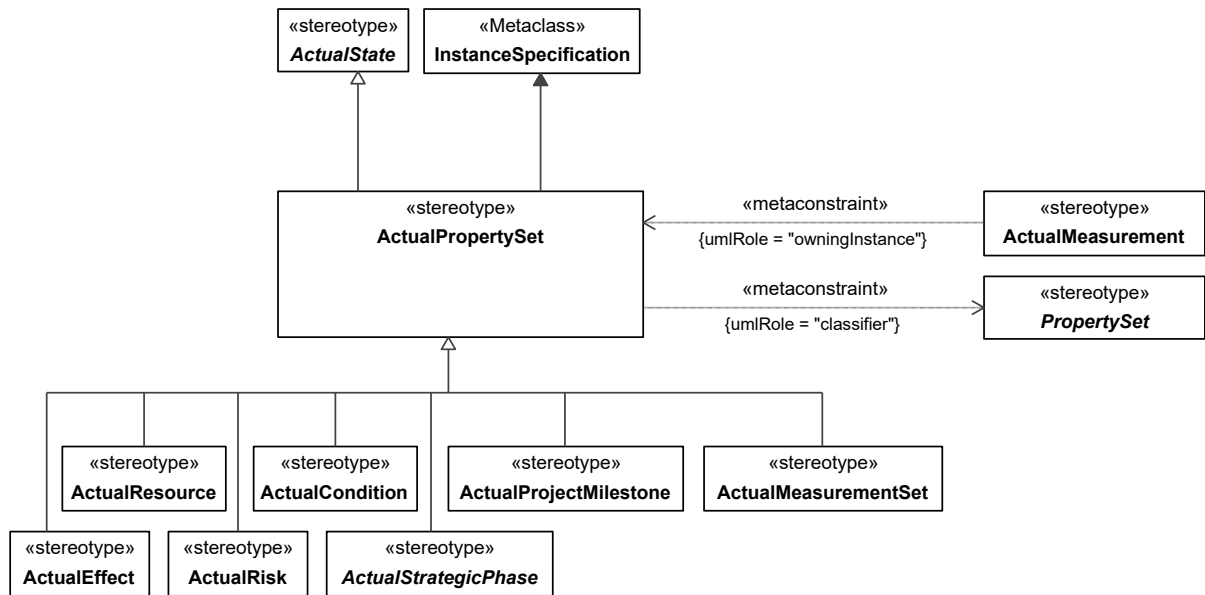 «stereotype»
ActualState
«Metaclass»
InstanceSpecification
«stereotype»
ActualPropertySet
«metaconstraint»
{umlRole = "owningInstance"}
«stereotype»
ActualMeasurement
«metaconstraint»
{umlRole = "classifier"}
«stereotype»
PropertySet
«stereotype»
ActualResource
«stereotype»
ActualCondition
«stereotype»
ActualProjectMilestone
«stereotype»
ActualMeasurementSet
«stereotype»
ActualEffect
«stereotype»
ActualRisk
«stereotype»
ActualStrategicPhase